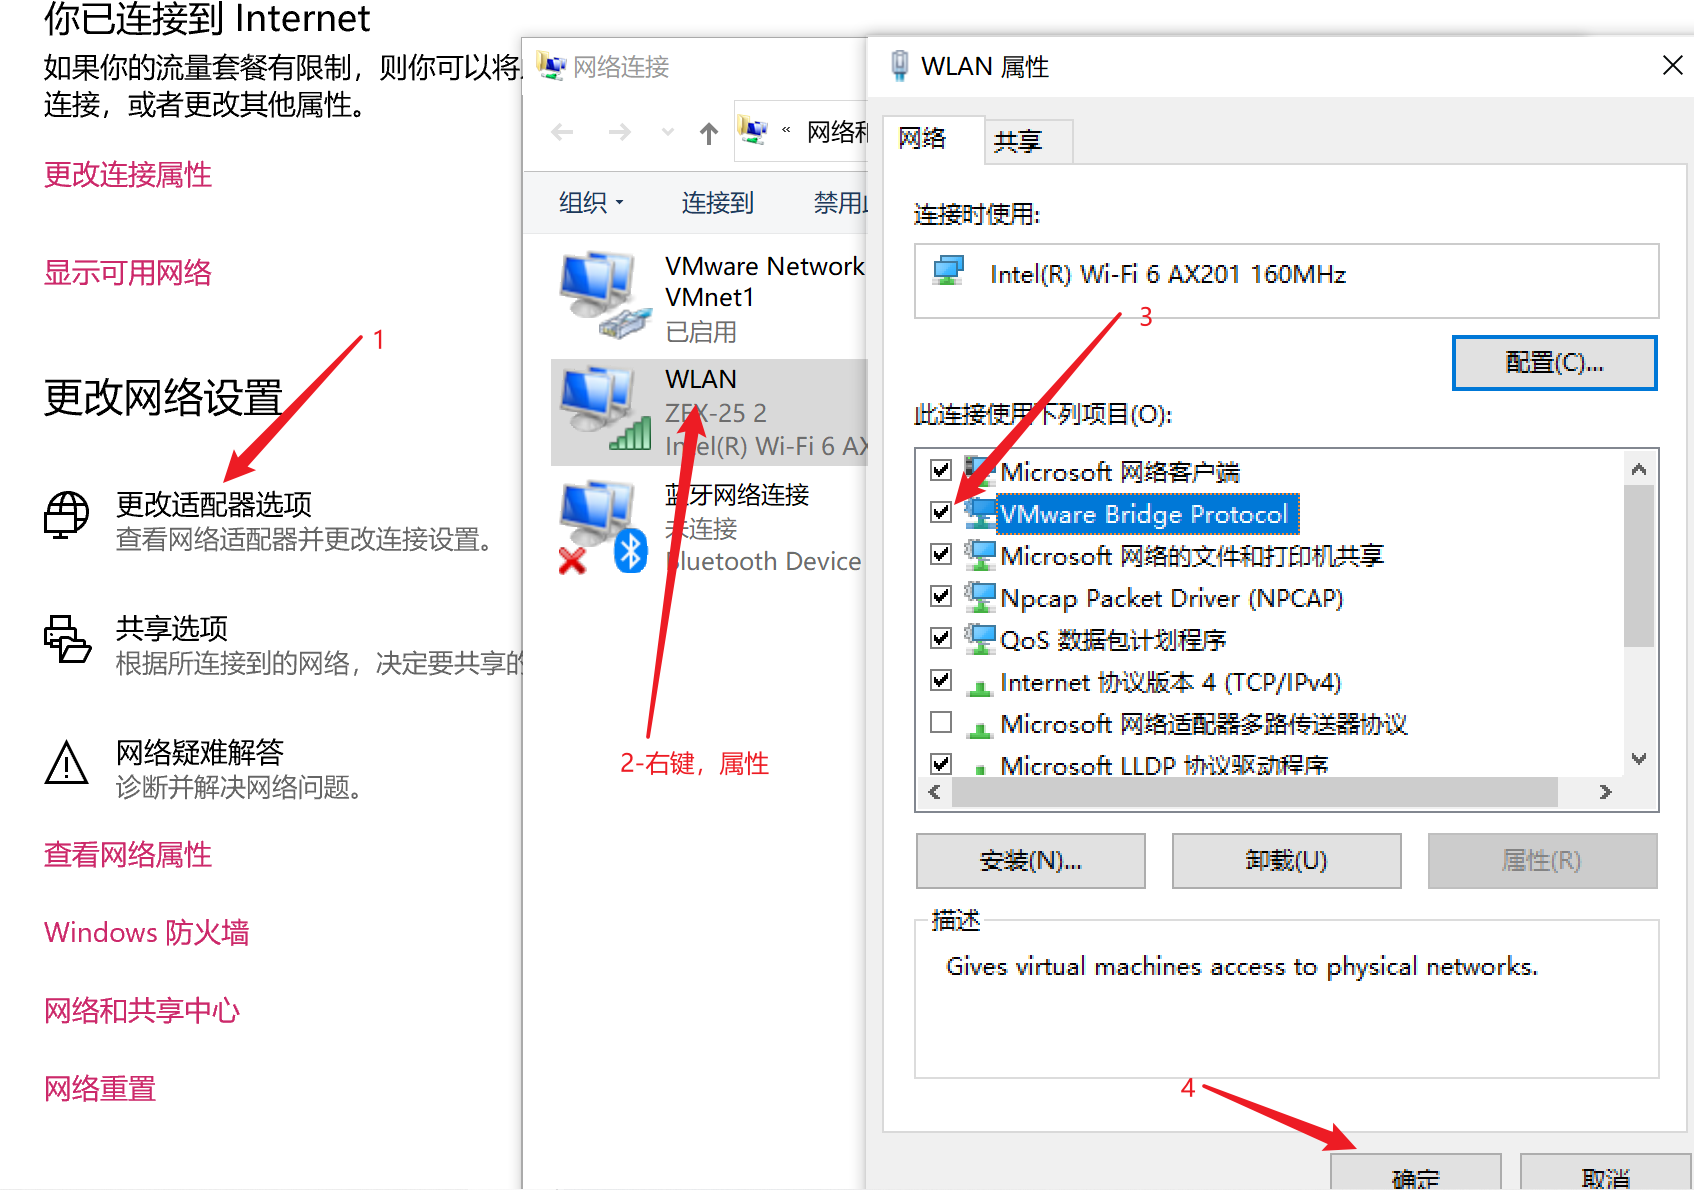 你已连接到 Internet
如果你的流量套餐有限制，则你可以将
连接，或者更改其他属性。
更改连接属性
显示可用网络
更改网络设置
1
更改适配器选项
查看网络适配器并更改连接设置。
共享选项
根据所连接到的网络，决定要共享的
网络疑难解答
诊断并解决网络问题。
查看网络属性
Windows 防火墙
网络和共享中心
网络重置
网络连接
« 网络和
组织 连接到 禁用此
VMware Network
VMnet1
已启用
WLAN
ZEX-25 2
Intel(R) Wi-Fi 6 AX
蓝牙网络连接
未连接
Bluetooth Device
2-右键，属性
WLAN 属性
网络 共享
连接时使用:
Intel(R) Wi-Fi 6 AX201 160MHz
3
配置(C)...
此连接使用下列项目(O):
Microsoft 网络客户端
VMware Bridge Protocol
Microsoft 网络的文件和打印机共享
Npcap Packet Driver (NPCAP)
QoS 数据包计划程序
Internet 协议版本 4 (TCP/IPv4)
Microsoft 网络适配器多路传送器协议
Microsoft LLDP 协议驱动程序
安装(N)... 卸载(U) 属性(R)
描述
Gives virtual machines access to physical networks.
4
确定 取消